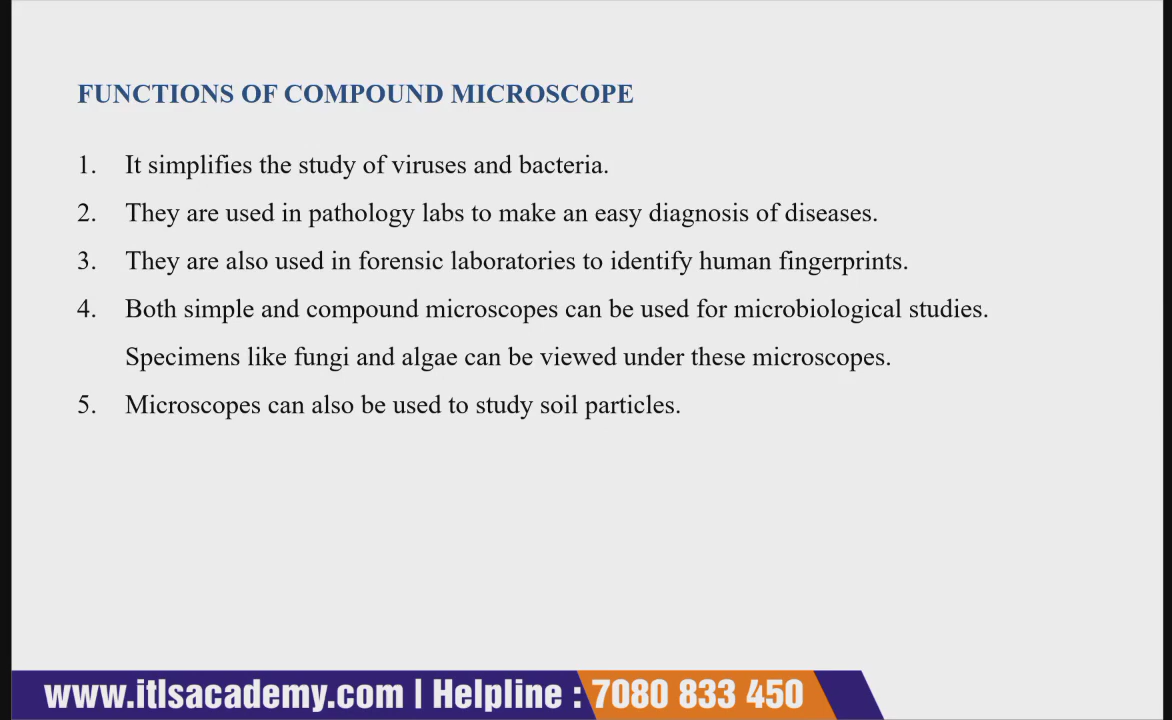 FUNCTIONS OF COMPOUND MICROSCOPE
1. It simplifies the study of viruses and bacteria.
2. They are used in pathology labs to make an easy diagnosis of diseases.
3. They are also used in forensic laboratories to identify human fingerprints.
4. Both simple and compound microscopes can be used for microbiological studies.
Specimens like fungi and algae can be viewed under these microscopes.
5. Microscopes can also be used to study soil particles.
www.itlsacademy.com | Helpline : 7080 833 450